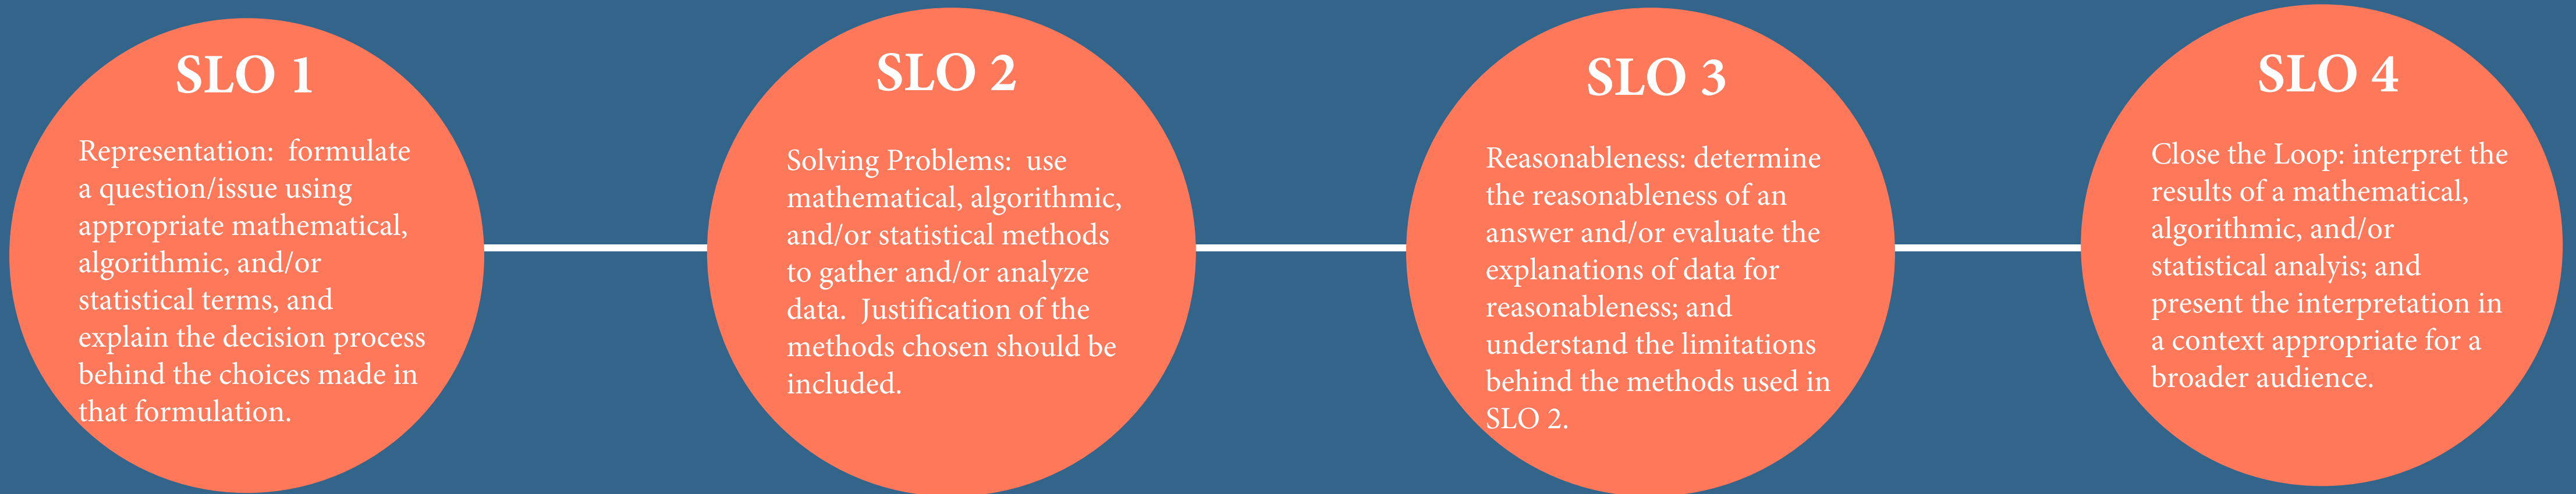 SLO 1
Representation:  formulate
a question/issue using
appropriate mathematical,
algorithmic, and/or
statistical terms, and
explain the decision process
behind the choices made in
that formulation.
SLO 2
Solving Problems:  use
mathematical, algorithmic,
and/or statistical methods
to gather and/or analyze
data.  Justification of the
methods chosen should be
included.
SLO 3
Reasonableness: determine
the reasonableness of an
answer and/or evaluate the
explanations of data for
reasonableness; and
understand the limitations
behind the methods used in
SLO 2.
SLO 4
Close the Loop: interpret the
results of a mathematical,
algorithmic, and/or
statistical analyis; and
present the interpretation in
a context appropriate for a
broader audience.